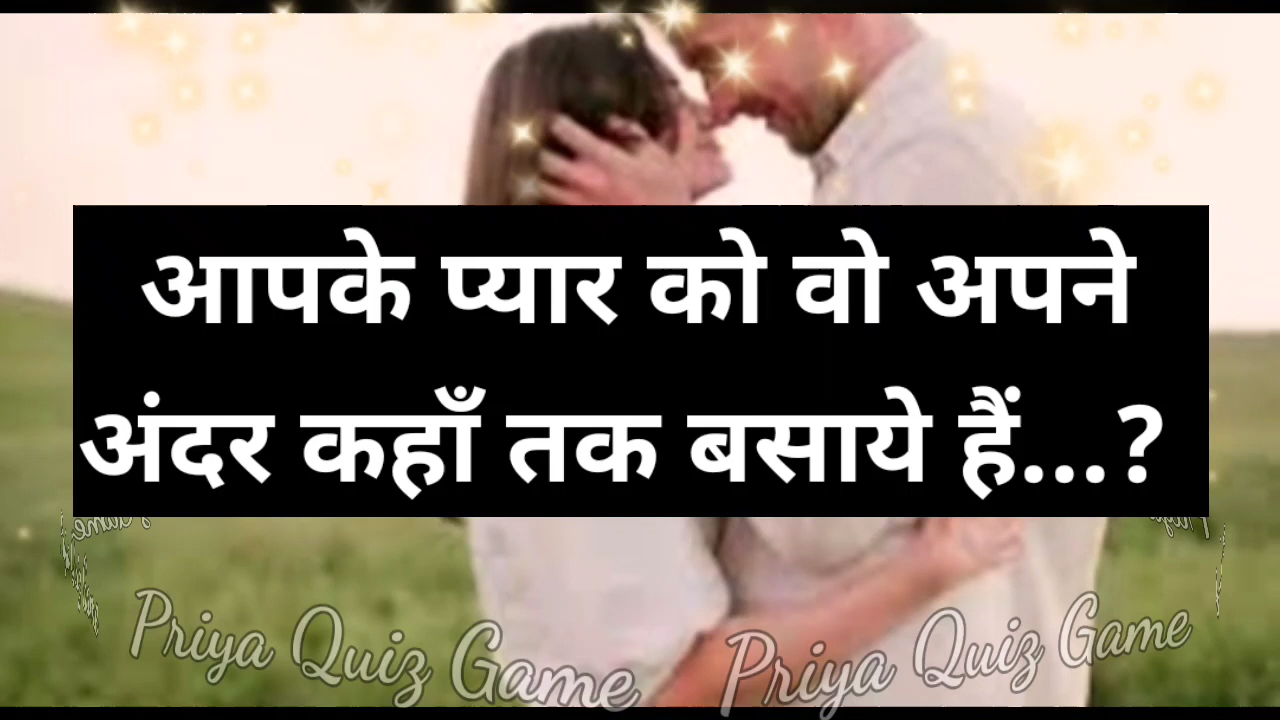 आपके प्यार को वो अपने
अंदर कहाँ तक बसाये हैं...?
Priya Quiz Game Priya Quiz Game